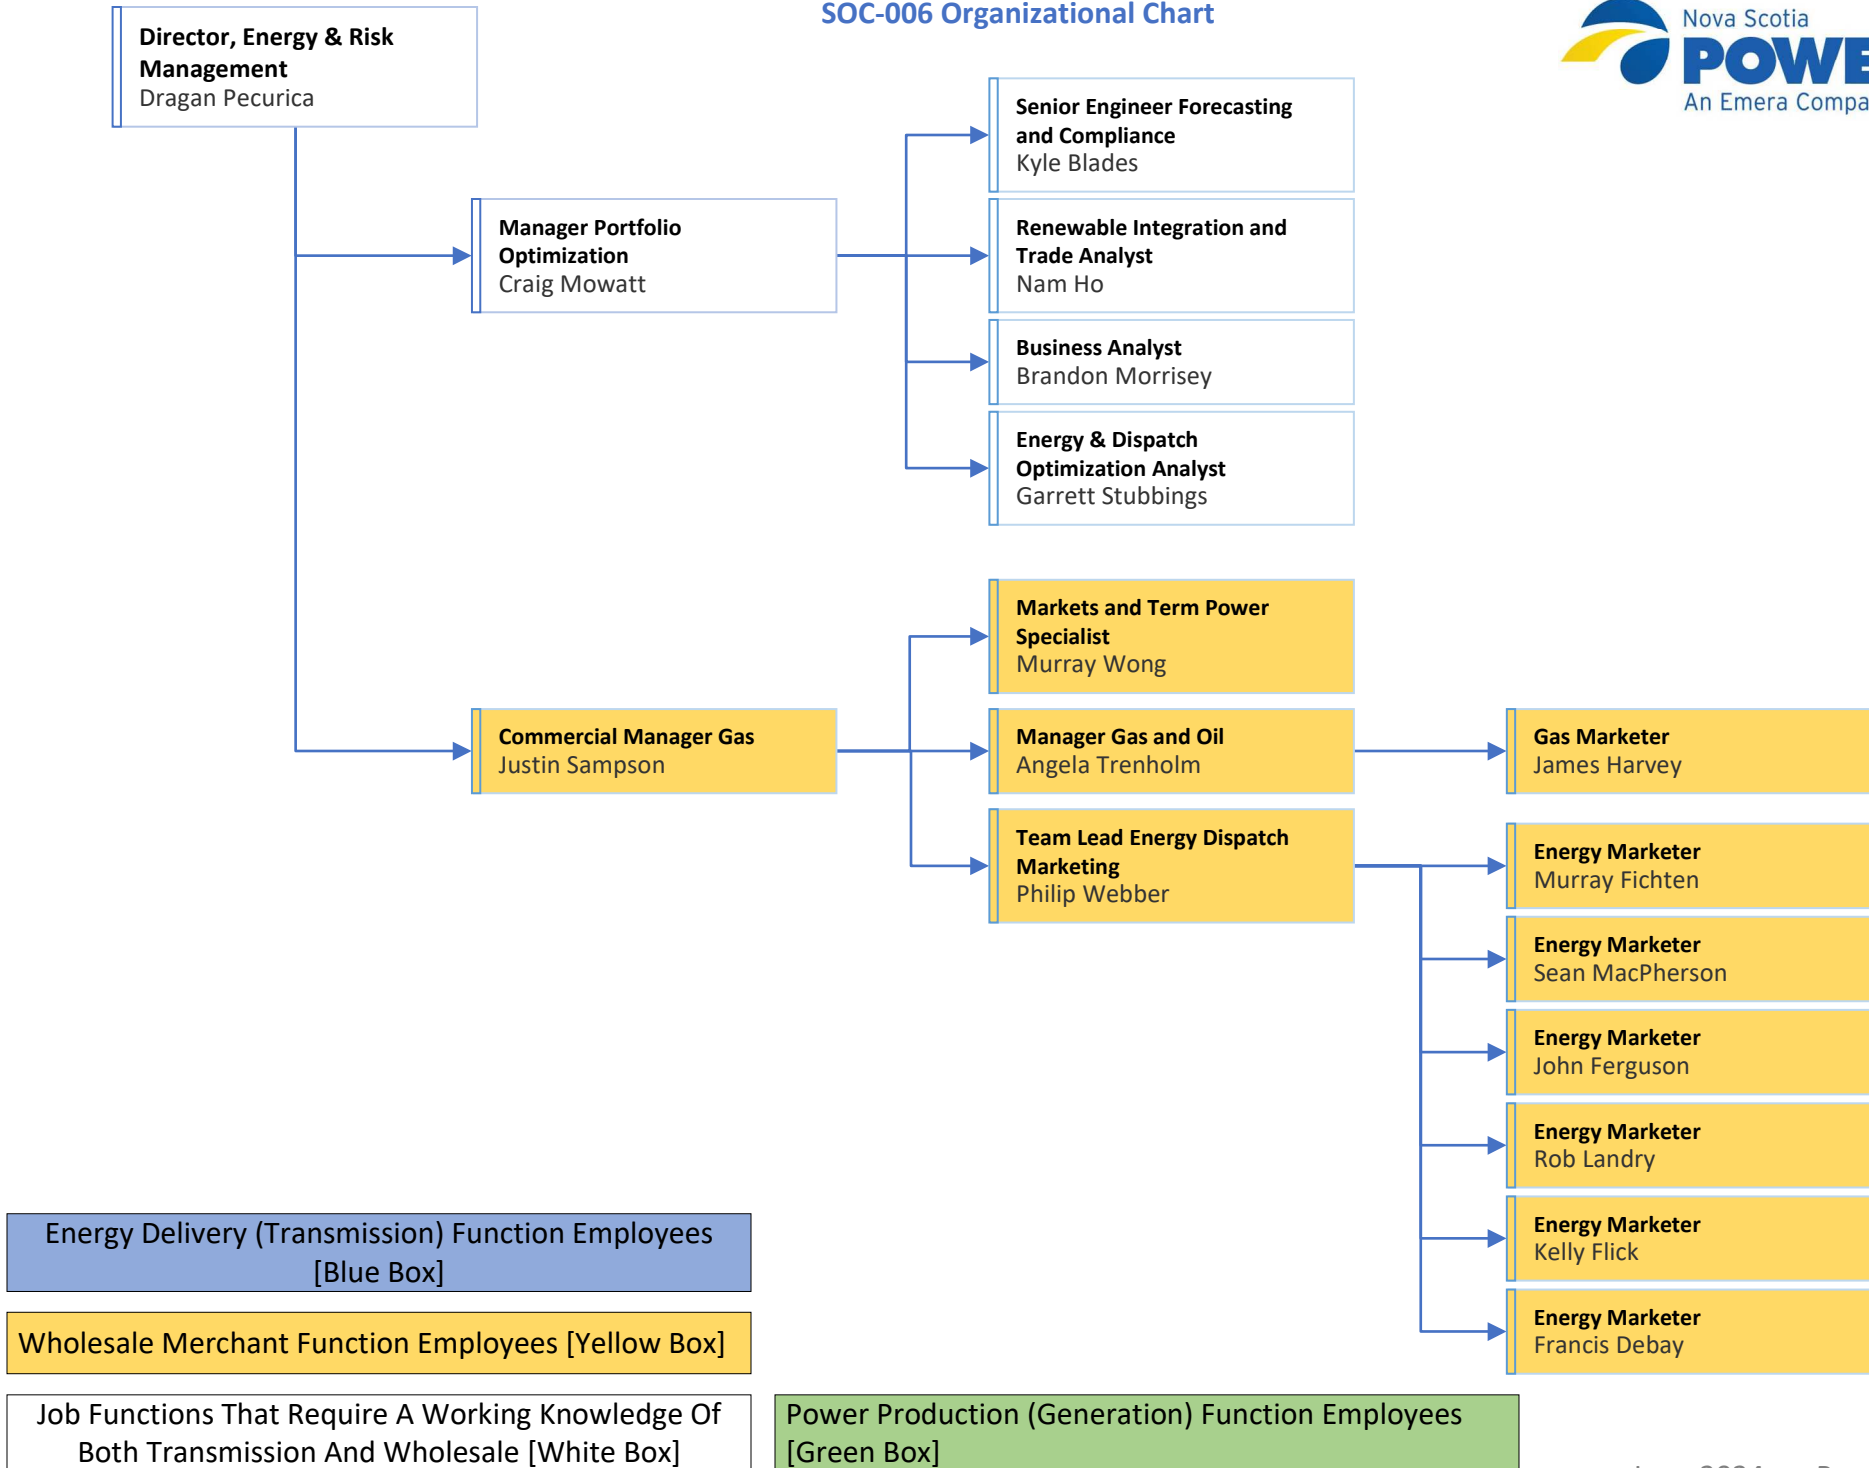 SOC-006 Organizational Chart
Nova Scotia
An Emera
Director, Energy & Risk
Management
Dragan Pecurica
Senior Engineer Forecasting
and Compliance
Kyle Blades
Manager Portfolio
Optimization
Craig Mowatt
Renewable Integration and
Trade Analyst
Nam Ho
Business Analyst
Brandon Morrisey
Energy & Dispatch
Optimization Analyst
Garrett Stubbings
Markets and Term Power
Specialist
Murray Wong
Commercial Manager Gas
Justin Sampson
Manager Gas and Oil
Angela Trenholm
Gas Marketer
James Harvey
Team Lead Energy Dispatch
Marketing
Philip Webber
Energy Marketer
Murray Fichten
Energy Marketer
Sean MacPherson
Energy Marketer
John Ferguson
Energy Marketer
Rob Landry
Energy Marketer
Kelly Flick
Energy Marketer
Francis Debay
Energy Delivery (Transmission) Function Employees
[Blue Box]
Wholesale Merchant Function Employees [Yellow Box]
Job Functions That Require A Working Knowledge Of
Both Transmission And Wholesale [White Box]
Power Production (Generation) Function Employees
[Green Box]